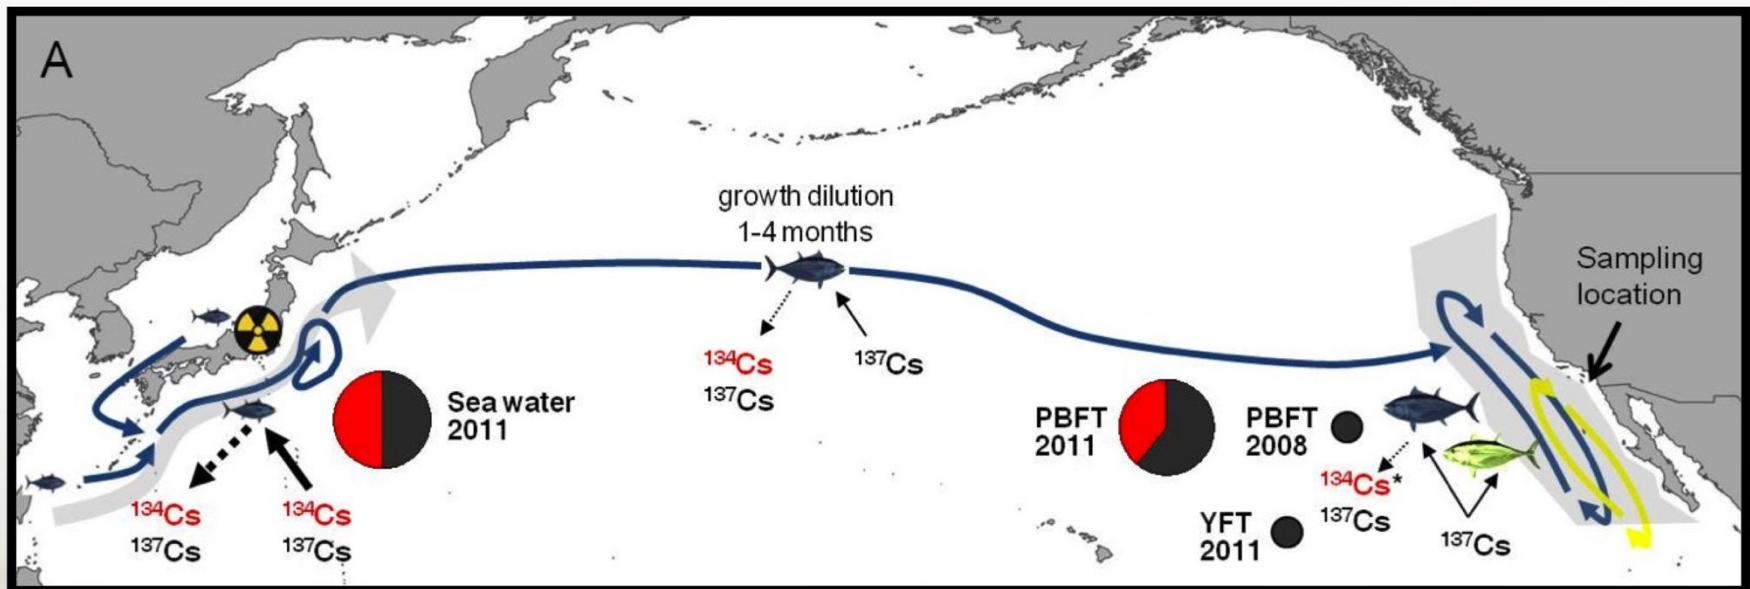 A
growth dilution
1-4 months
Sampling
location
¹³⁴Cs
¹³⁷Cs
¹³⁷Cs
Sea water
2011
PBFT
2011
PBFT
2008
¹³⁴Cs*
¹³⁷Cs
YFT
2011
¹³⁷Cs
¹³⁴Cs
¹³⁷Cs
¹³⁴Cs
¹³⁷Cs